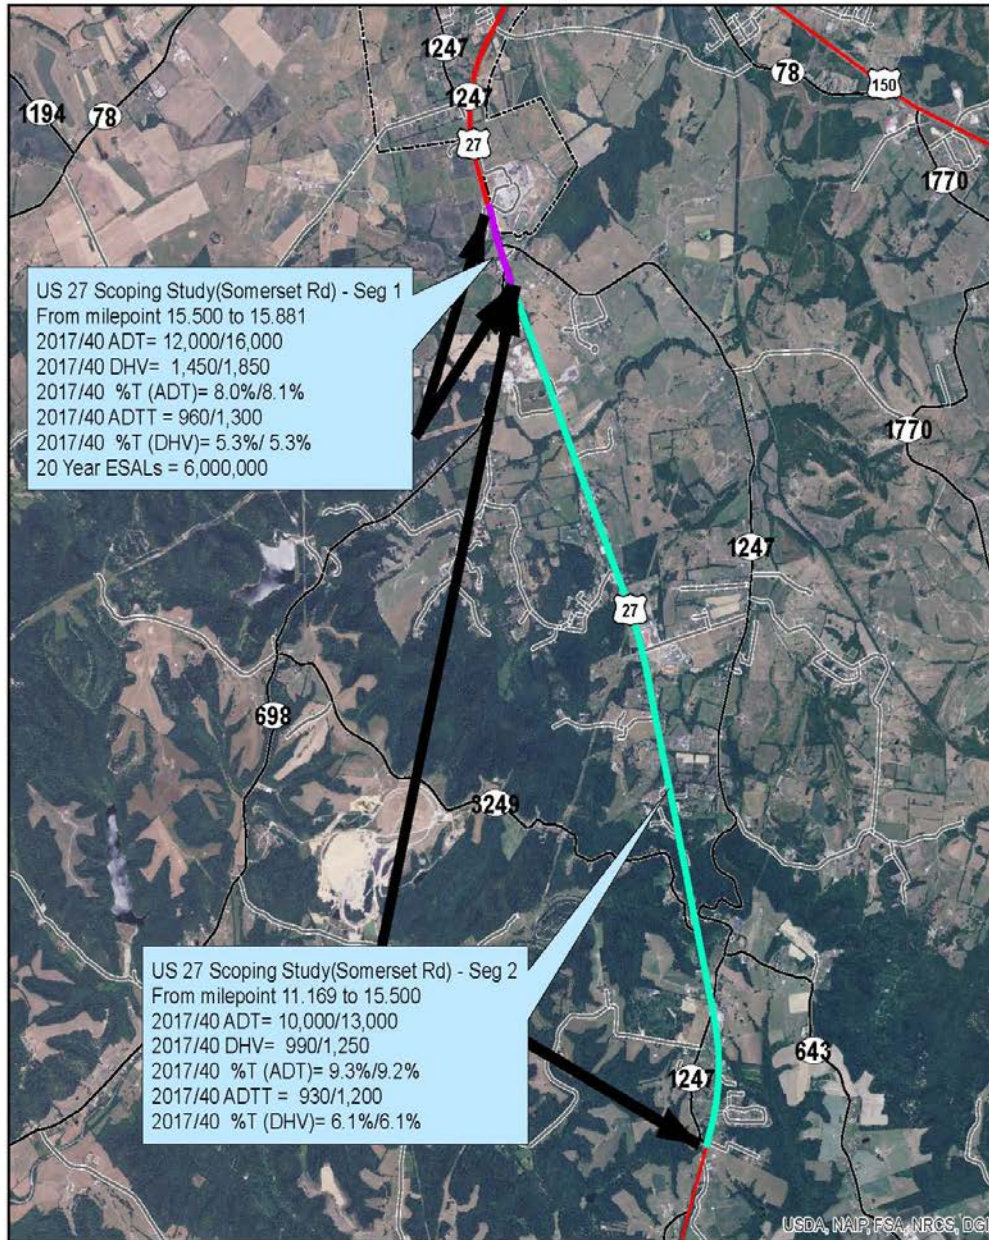 1247
78
150
1194
78
1247
27
1770
US 27 Scoping Study(Somerset Rd) - Seg 1
From milepoint 15.500 to 15.881
2017/40 ADT= 12,000/16,000
2017/40 DHV= 1,450/1,850
2017/40 %T (ADT)= 8.0%/8.1%
2017/40 ADTT = 960/1,300
2017/40 %T (DHV)= 5.3%/ 5.3%
20 Year ESALs = 6,000,000
1770
1247
27
698
3249
US 27 Scoping Study(Somerset Rd) - Seg 2
From milepoint 11.169 to 15.500
2017/40 ADT= 10,000/13,000
2017/40 DHV= 990/1,250
2017/40 %T (ADT)= 9.3%/9.2%
2017/40 ADTT = 930/1,200
2017/40 %T (DHV)= 6.1%/6.1%
643
1247
USDA, NAIP, FSA, NRCS, DGI